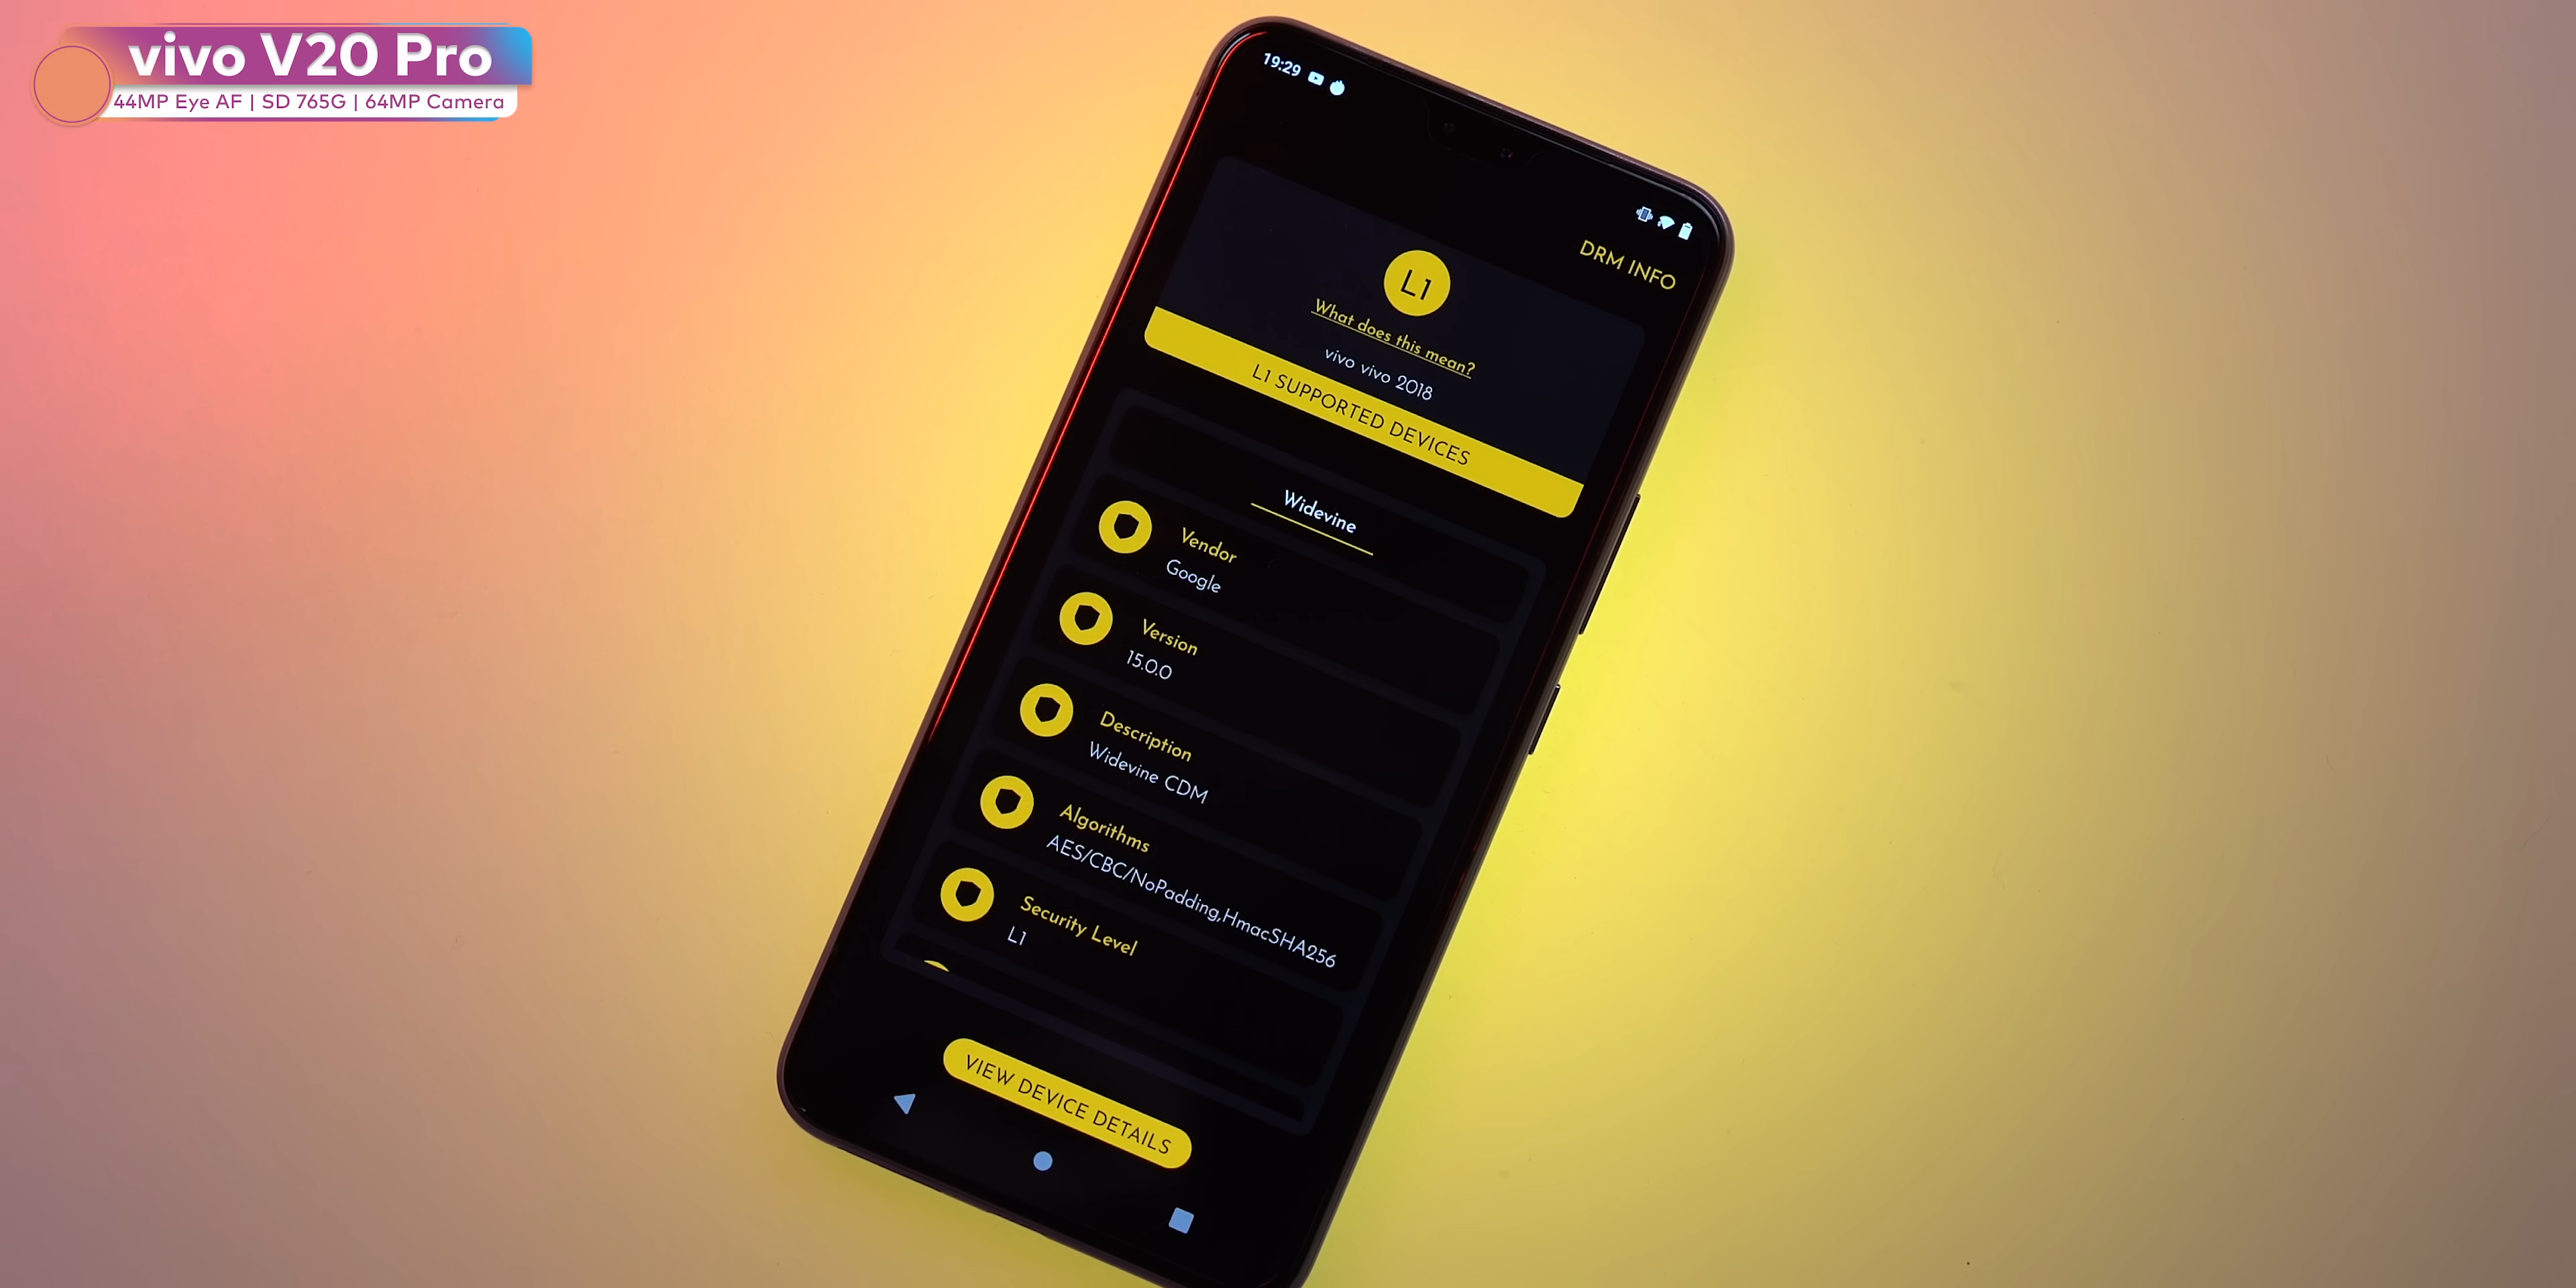 vivo V20 Pro
44MP Eye AF | SD 765G | 64MP Camera
19:29
DRM INFO
L1
What does this mean?
vivo vivo 2018
L1 SUPPORTED DEVICES
Widevine
Vendor
Google
Version
15.0.0
Description
Widevine CDM
Algorithms
AES/CBC/NoPadding,HmacSHA256
Security Level
L1
VIEW DEVICE DETAILS